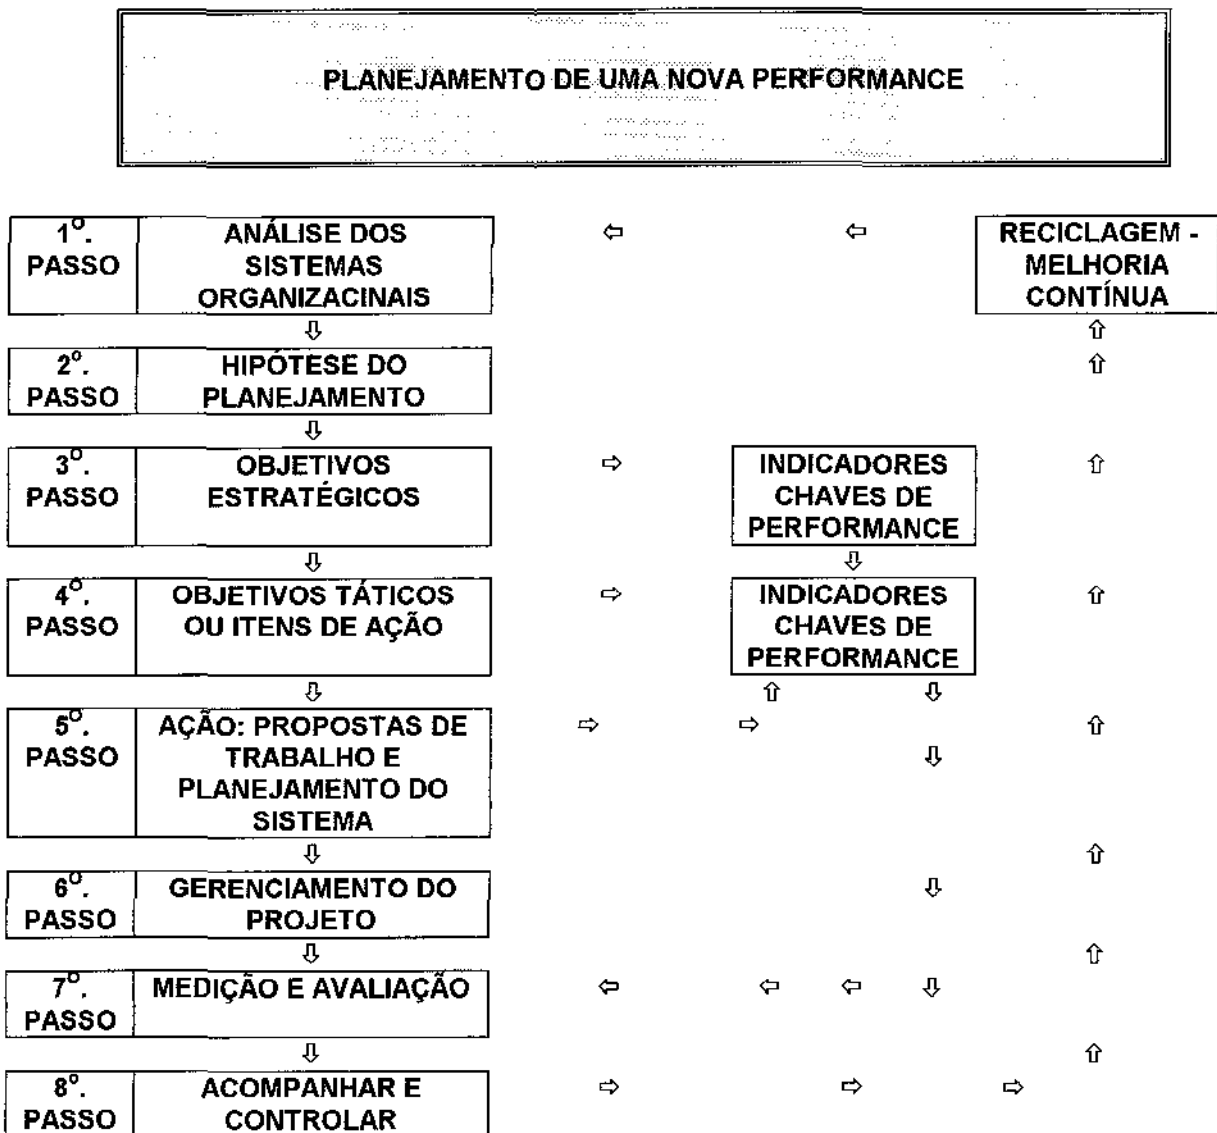 PLANEJAMENTO DE UMA NOVA PERFORMANCE
1º.
PASSO
ANÁLISE DOS
SISTEMAS
ORGANIZACINAIS
RECICLAGEM -
MELHORIA
CONTÍNUA
2º.
PASSO
HIPÓTESE DO
PLANEJAMENTO
3º.
PASSO
OBJETIVOS
ESTRATÉGICOS
INDICADORES
CHAVES DE
PERFORMANCE
4º.
PASSO
OBJETIVOS TÁTICOS
OU ITENS DE AÇÃO
INDICADORES
CHAVES DE
PERFORMANCE
5º.
PASSO
AÇÃO: PROPOSTAS DE
TRABALHO E
PLANEJAMENTO DO
SISTEMA
6º.
PASSO
GERENCIAMENTO DO
PROJETO
7º.
PASSO
MEDIÇÃO E AVALIAÇÃO
8º.
PASSO
ACOMPANHAR E
CONTROLAR